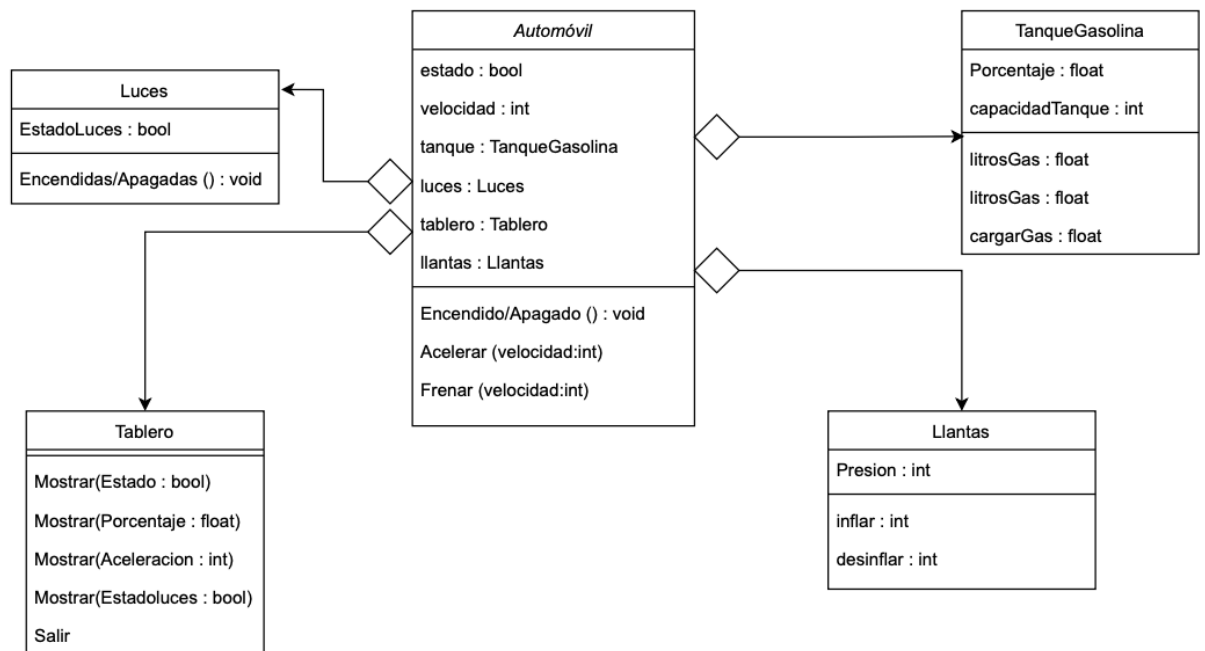 Automóvil
estado : bool
velocidad : int
tanque : TanqueGasolina
luces : Luces
tablero : Tablero
llantas : Llantas
Encendido/Apagado () : void
Acelerar (velocidad:int)
Frenar (velocidad:int)
TanqueGasolina
Porcentaje : float
capacidadTanque : int
litrosGas : float
litrosGas : float
cargarGas : float
Luces
EstadoLuces : bool
Encendidas/Apagadas () : void
Tablero
Mostrar(Estado : bool)
Mostrar(Porcentaje : float)
Mostrar(Aceleracion : int)
Mostrar(Estadoluces : bool)
Salir
Llantas
Presion : int
inflar : int
desinflar : int